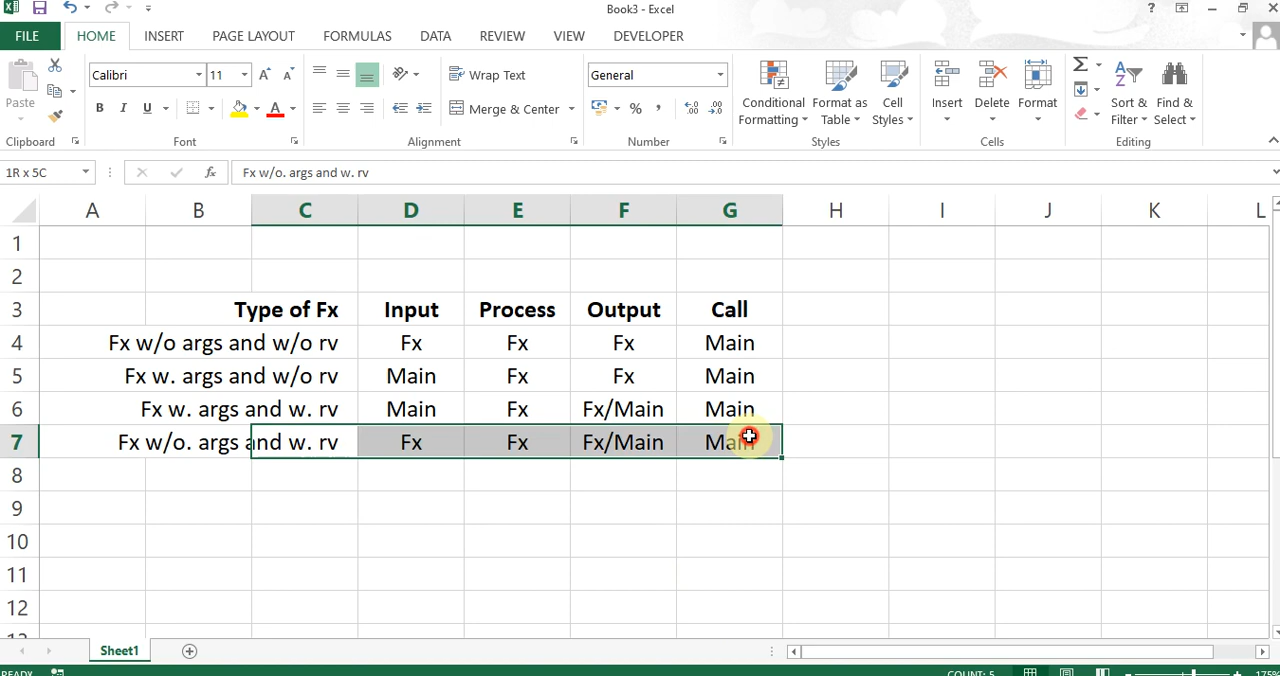 Book3 - Excel
?
FILE HOME INSERT PAGE LAYOUT FORMULAS DATA REVIEW VIEW DEVELOPER
Calibri 11 Wrap Text General
Paste B I U Merge & Center % , Conditional Formatting Format as Table Cell Styles Insert Delete Format Sort & Filter Find & Select
Clipboard Font Alignment Number Styles Cells Editing
1R x 5C fx Fx w/o. args and w. rv
A B C D E F G H I J K L
1
2
3 Type of Fx Input Process Output Call
4 Fx w/o args and w/o rv Fx Fx Fx Main
5 Fx w. args and w/o rv Main Fx Fx Main
6 Fx w. args and w. rv Main Fx Fx/Main Main
7 Fx w/o. args and w. rv Fx Fx Fx/Main Main
8
9
10
11
12
13
Sheet1
READY COUNT: 5 175%